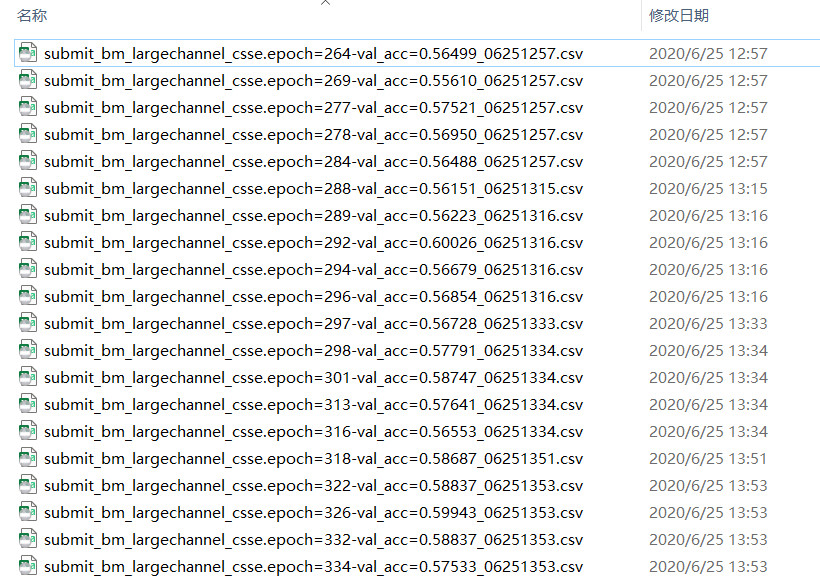 名称 修改日期
submit_bm_largechannel_csse.epoch=264-val_acc=0.56499_06251257.csv 2020/6/25 12:57
submit_bm_largechannel_csse.epoch=269-val_acc=0.55610_06251257.csv 2020/6/25 12:57
submit_bm_largechannel_csse.epoch=277-val_acc=0.57521_06251257.csv 2020/6/25 12:57
submit_bm_largechannel_csse.epoch=278-val_acc=0.56950_06251257.csv 2020/6/25 12:57
submit_bm_largechannel_csse.epoch=284-val_acc=0.56488_06251257.csv 2020/6/25 12:57
submit_bm_largechannel_csse.epoch=288-val_acc=0.56151_06251315.csv 2020/6/25 13:15
submit_bm_largechannel_csse.epoch=289-val_acc=0.56223_06251316.csv 2020/6/25 13:16
submit_bm_largechannel_csse.epoch=292-val_acc=0.60026_06251316.csv 2020/6/25 13:16
submit_bm_largechannel_csse.epoch=294-val_acc=0.56679_06251316.csv 2020/6/25 13:16
submit_bm_largechannel_csse.epoch=296-val_acc=0.56854_06251316.csv 2020/6/25 13:16
submit_bm_largechannel_csse.epoch=297-val_acc=0.56728_06251333.csv 2020/6/25 13:33
submit_bm_largechannel_csse.epoch=298-val_acc=0.57791_06251334.csv 2020/6/25 13:34
submit_bm_largechannel_csse.epoch=301-val_acc=0.58747_06251334.csv 2020/6/25 13:34
submit_bm_largechannel_csse.epoch=313-val_acc=0.57641_06251334.csv 2020/6/25 13:34
submit_bm_largechannel_csse.epoch=316-val_acc=0.56553_06251334.csv 2020/6/25 13:34
submit_bm_largechannel_csse.epoch=318-val_acc=0.58687_06251351.csv 2020/6/25 13:51
submit_bm_largechannel_csse.epoch=322-val_acc=0.58837_06251353.csv 2020/6/25 13:53
submit_bm_largechannel_csse.epoch=326-val_acc=0.59943_06251353.csv 2020/6/25 13:53
submit_bm_largechannel_csse.epoch=332-val_acc=0.58837_06251353.csv 2020/6/25 13:53
submit_bm_largechannel_csse.epoch=334-val_acc=0.57533_06251353.csv 2020/6/25 13:53